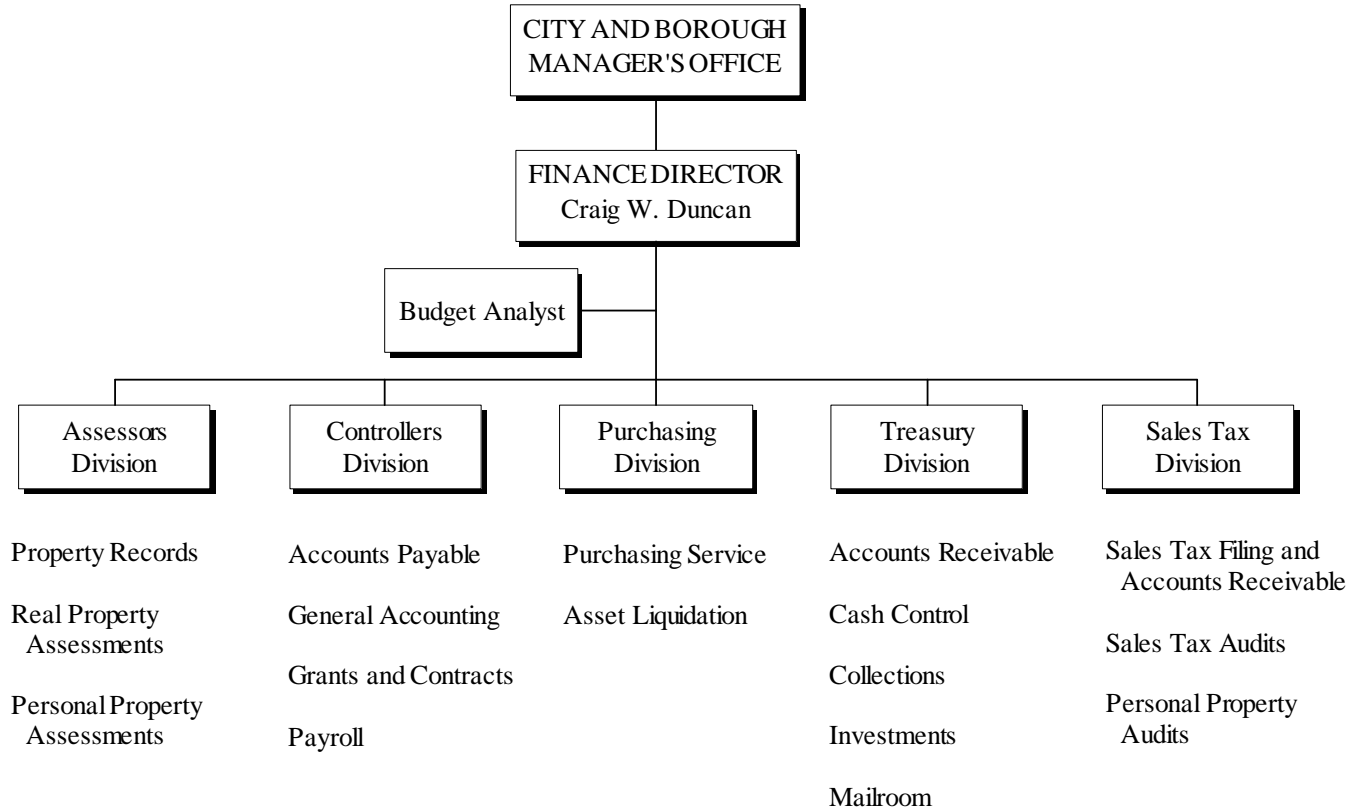 CITY AND BOROUGH
MANAGER'S OFFICE
FINANCE DIRECTOR
Craig W. Duncan
Budget Analyst
Assessors
Division
Controllers
Division
Purchasing
Division
Treasury
Division
Sales Tax
Division
Property Records
Real Property
Assessments
Personal Property
Assessments
Accounts Payable
General Accounting
Grants and Contracts
Payroll
Purchasing Service
Asset Liquidation
Accounts Receivable
Cash Control
Collections
Investments
Mailroom
Sales Tax Filing and
Accounts Receivable
Sales Tax Audits
Personal Property
Audits